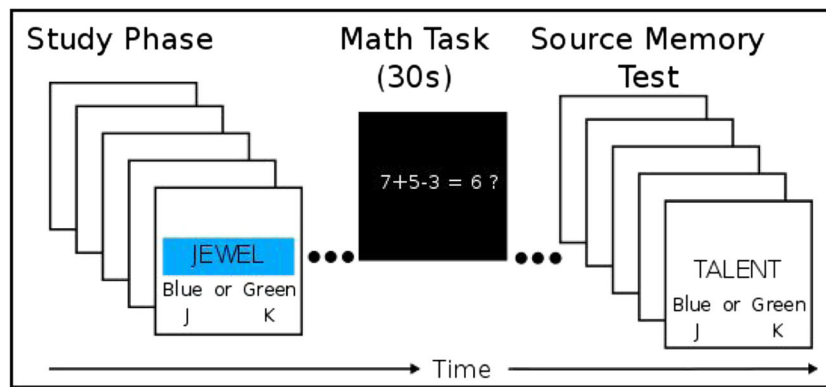 Study Phase
Math Task
(30s)
Source Memory
Test
JEWEL
Blue or Green
J K
7+5-3 = 6 ?
TALENT
Blue or Green
J K
Time